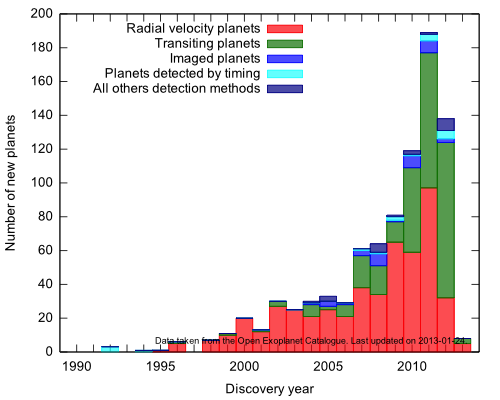 200
180
160
140
120
100
80
60
40
20
0
Number of new planets
Radial velocity planets
Transiting planets
Imaged planets
Planets detected by timing
All others detection methods
Data taken from the Open Exoplanet Catalogue. Last updated on 2013-01-24.
1990
1995
2000
2005
2010
Discovery year